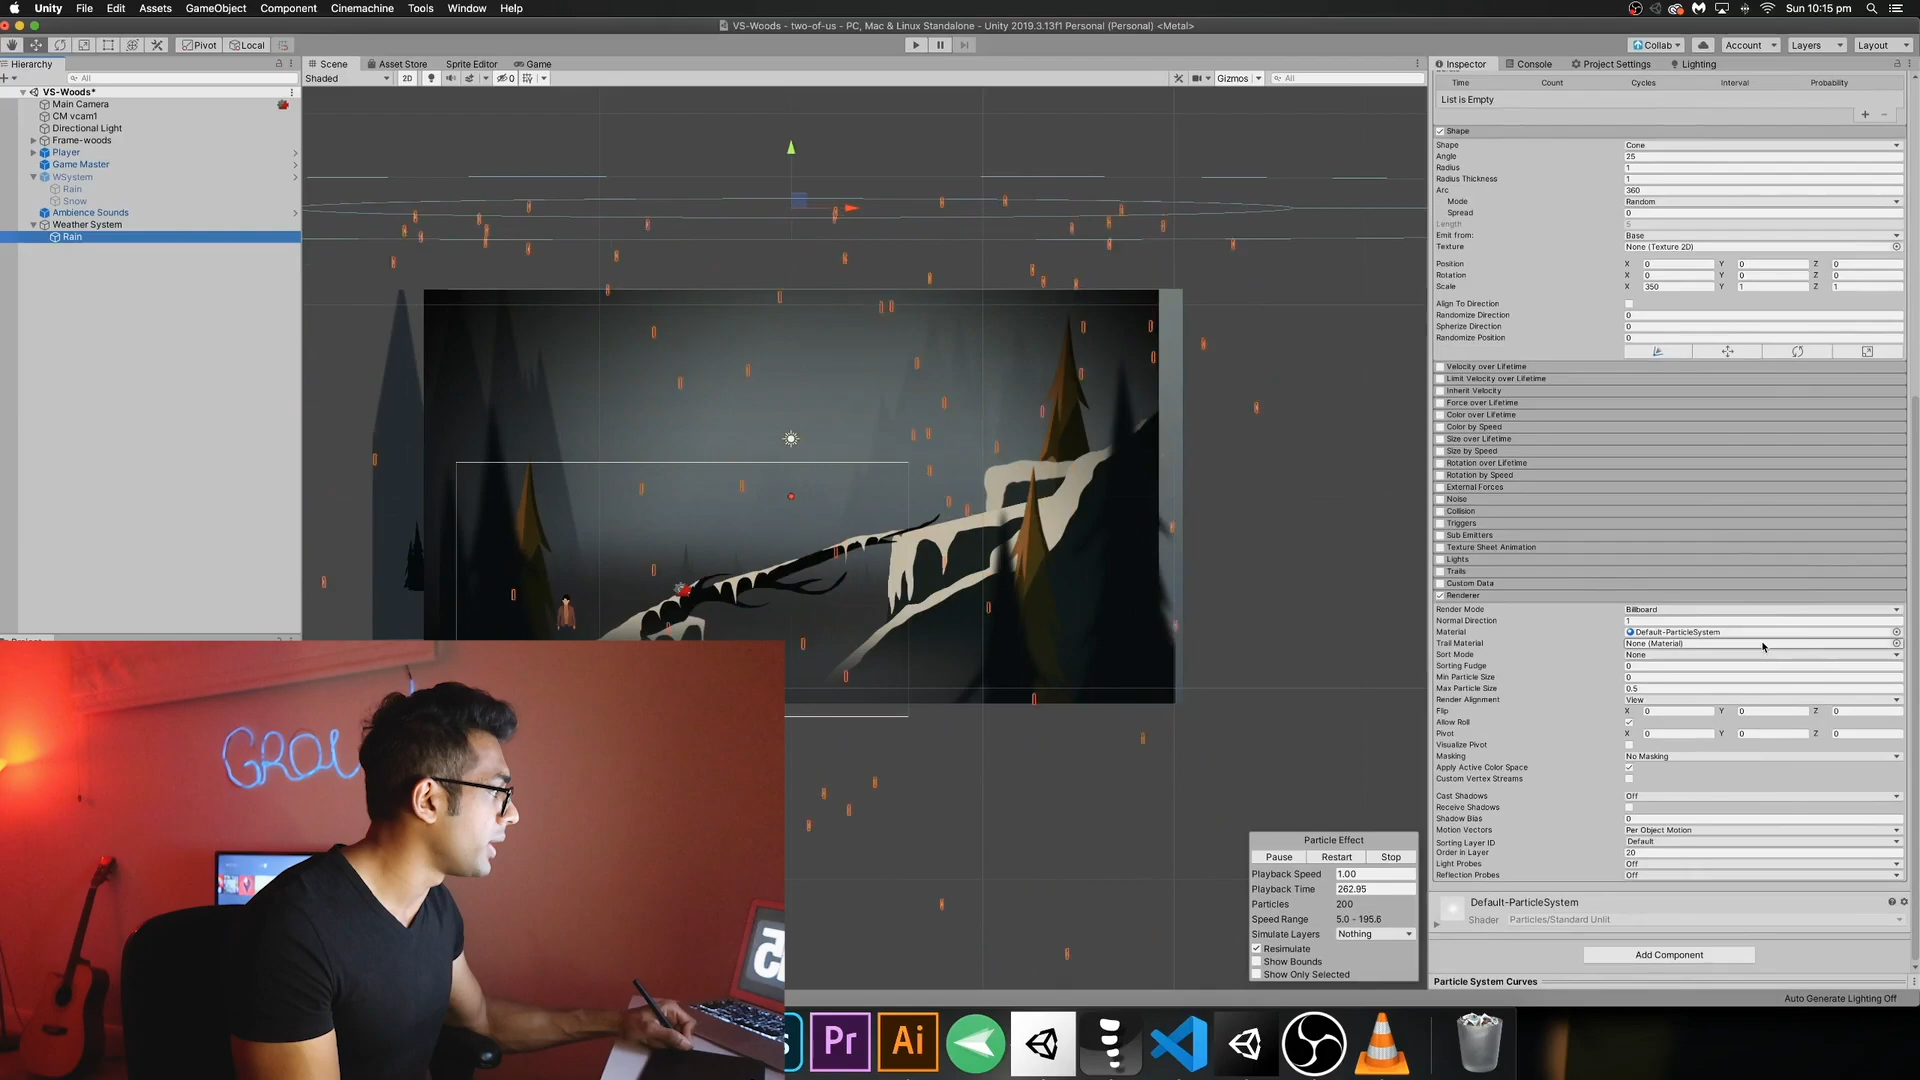 Unity File Edit Assets GameObject Component Cinemachine Tools Window Help
Sun 10:15 pm
VS-Woods - two-of-us - PC, Mac & Linux Standalone - Unity 2019.3.13f1 Personal (Personal) <Metal>
Pivot Local
Collab Account Layers Layout
Hierarchy
All
VS-Woods*
Main Camera
CM vcam1
Directional Light
Frame-woods
Player
Game Master
WSystem
Rain
Snow
Ambience Sounds
Weather System
Rain
Scene Asset Store Sprite Editor Game
Shaded 2D 0 Gizmos All
Inspector Console Project Settings Lighting
Time Count Cycles Interval Probability
List is Empty
Shape
Shape Cone
Angle 25
Radius 1
Radius Thickness 1
Arc 360
Mode Random
Spread 0
Length 5
Emit from: Base
Texture None (Texture 2D)
Position X 0 Y 0 Z 0
Rotation X 0 Y 0 Z 0
Scale X 350 Y 1 Z 1
Align To Direction
Randomize Direction 0
Spherize Direction 0
Randomize Position 0
Velocity over Lifetime
Limit Velocity over Lifetime
Inherit Velocity
Force over Lifetime
Color over Lifetime
Color by Speed
Size over Lifetime
Size by Speed
Rotation over Lifetime
Rotation by Speed
External Forces
Noise
Collision
Triggers
Sub Emitters
Texture Sheet Animation
Lights
Trails
Custom Data
Renderer
Render Mode Billboard
Normal Direction 1
Material Default-ParticleSystem
Trail Material None (Material)
Sort Mode None
Sorting Fudge 0
Min Particle Size 0
Max Particle Size 0.5
Render Alignment View
Flip X 0 Y 0 Z 0
Allow Roll
Pivot X 0 Y 0 Z 0
Visualize Pivot
Masking No Masking
Apply Active Color Space
Custom Vertex Streams
Cast Shadows Off
Receive Shadows
Shadow Bias 0
Motion Vectors Per Object Motion
Sorting Layer ID Default
Order in Layer 20
Light Probes Off
Reflection Probes Off
Default-ParticleSystem
Shader Particles/Standard Unlit
Add Component
Particle System Curves
Auto Generate Lighting Off
Particle Effect
Pause Restart Stop
Playback Speed 1.00
Playback Time 262.95
Particles 200
Speed Range 5.0 - 195.6
Simulate Layers Nothing
Resimulate
Show Bounds
Show Only Selected
GROU
s Pr Ai